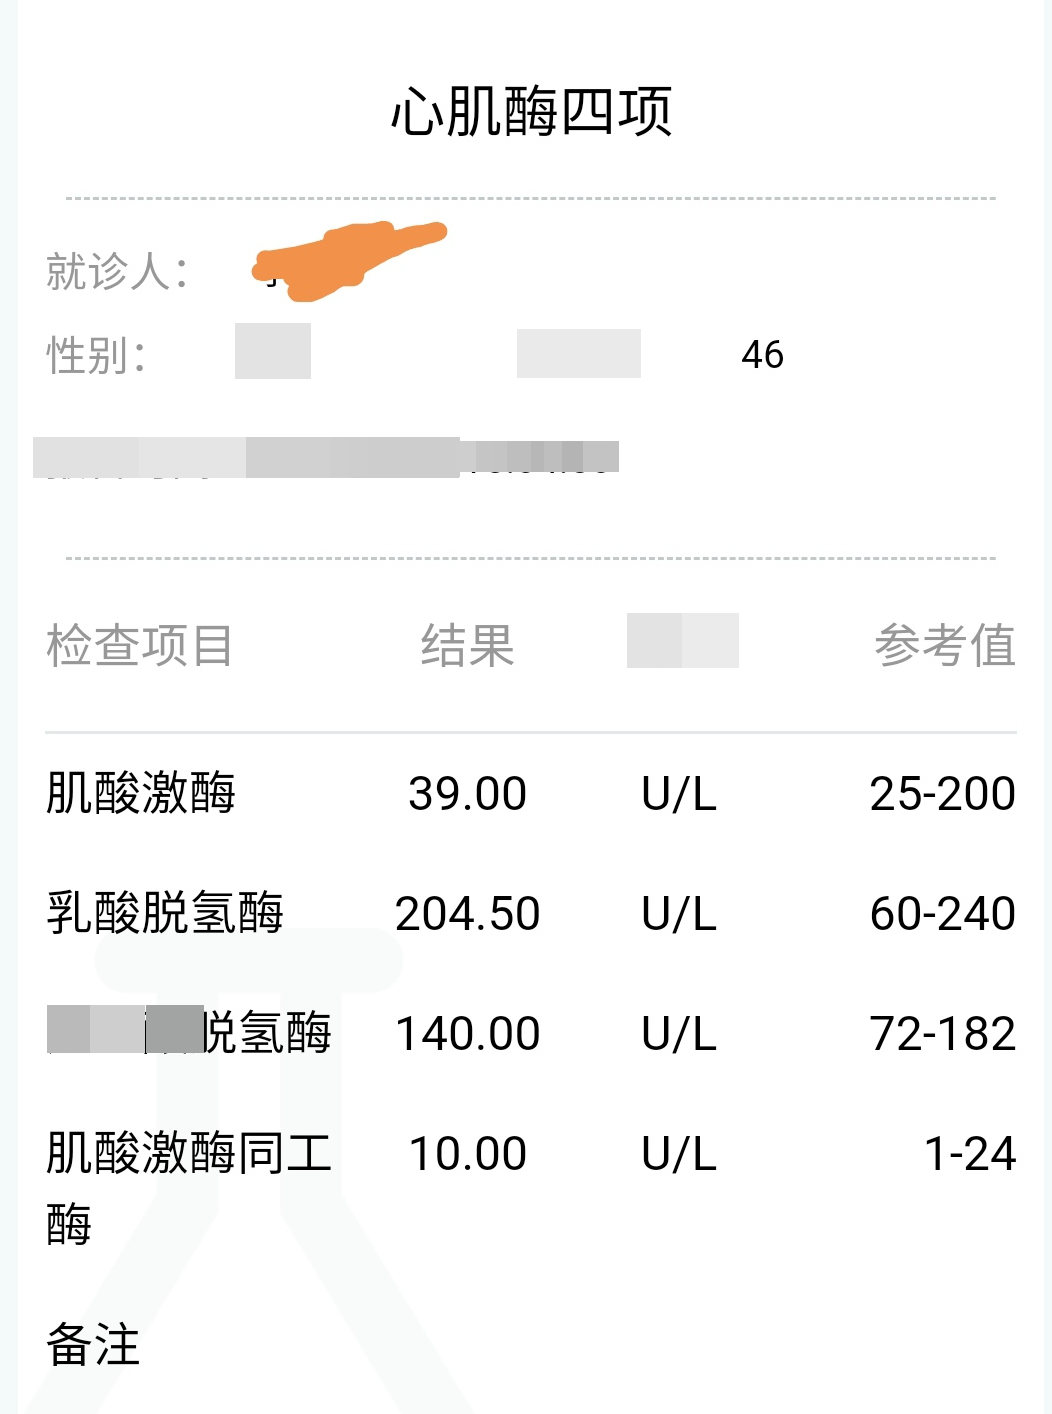 心肌酶四项
就诊人：
性别： 46
检查项目 结果 参考值
肌酸激酶 39.00 U/L 25-200
乳酸脱氢酶 204.50 U/L 60-240
脱氢酶 140.00 U/L 72-182
肌酸激酶同工 10.00 U/L 1-24
酶
备注